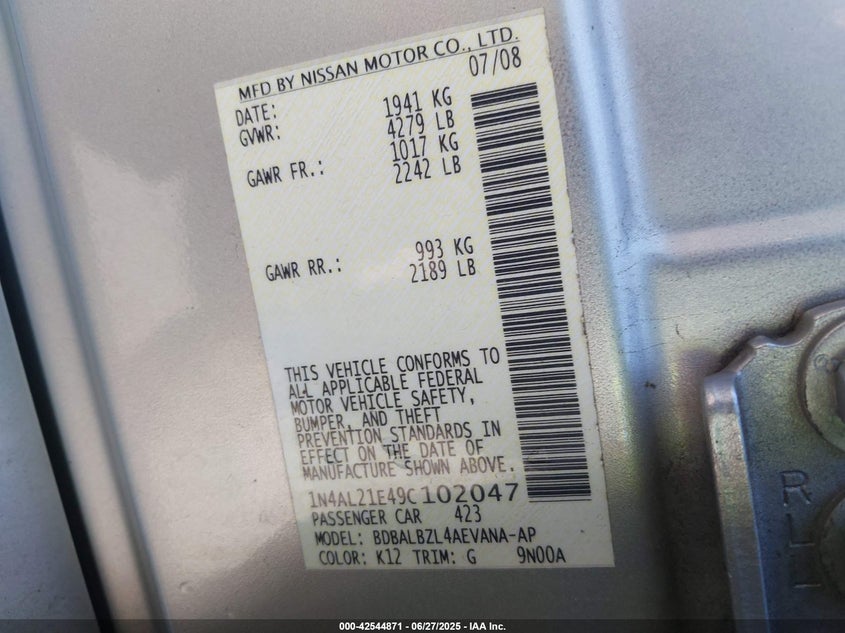 MFD BY NISSAN MOTOR CO., LTD.
DATE: 07/08
GVWR: 1941 KG
4279 LB
GAWR FR.: 1017 KG
2242 LB
GAWR RR.: 993 KG
2189 LB
THIS VEHICLE CONFORMS TO
ALL APPLICABLE FEDERAL
MOTOR VEHICLE SAFETY,
BUMPER, AND THEFT
PREVENTION STANDARDS IN
EFFECT ON THE DATE OF
MANUFACTURE SHOWN ABOVE.
1N4AL21E49C102047
PASSENGER CAR 423
MODEL: BDBALBZL4AEVANA-AP
COLOR: K12 TRIM: G 9N00A
000-42544871 | 06/27/2025 - IAA Inc.